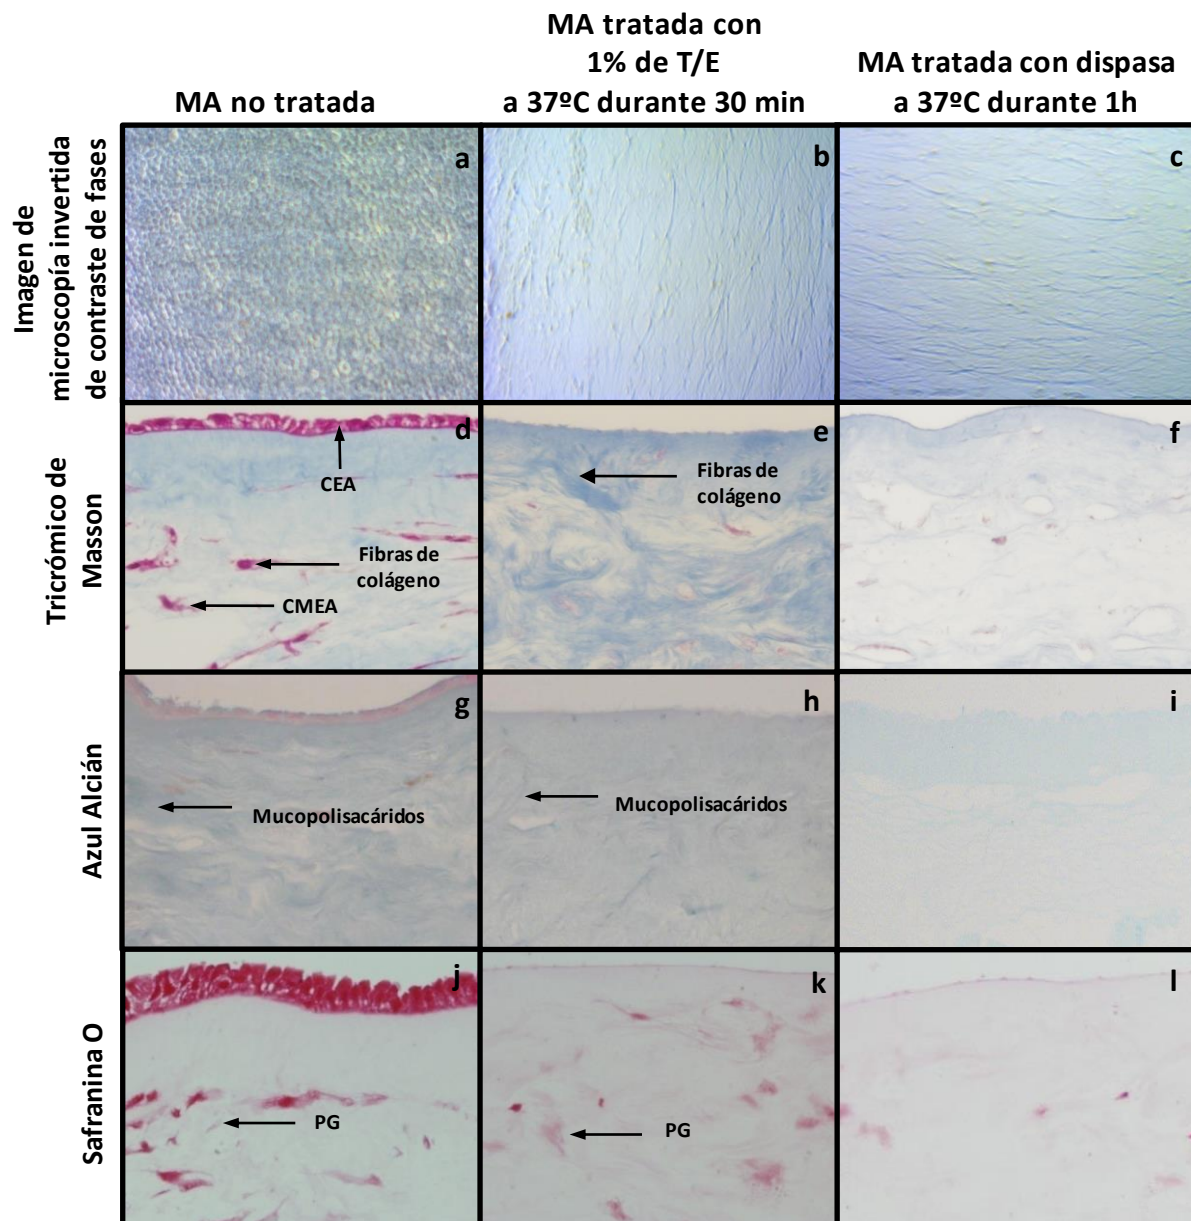 MA no tratada
MA tratada con
1% de T/E
a 37ºC durante 30 min
MA tratada con dispasa
a 37ºC durante 1h
Imagen de
microscopía invertida
de contraste de fases
a
b
c
Tricrómico de
Masson
d
CEA
Fibras de
colágeno
CMEA
e
Fibras de
colágeno
f
Azul Alcián
g
Mucopolisacáridos
h
Mucopolisacáridos
i
Safranina O
j
PG
k
PG
l